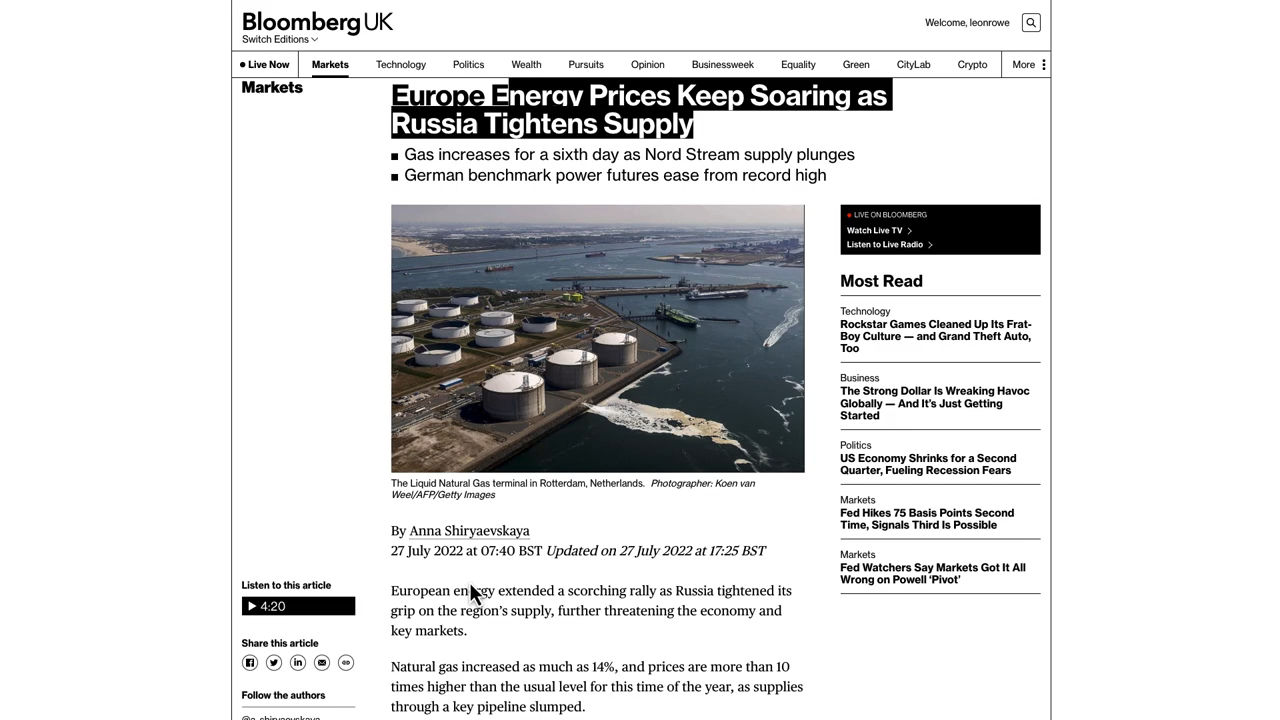 Bloomberg UK
Switch Editions
Welcome, leonrowe
Live Now
Markets
Technology
Politics
Wealth
Pursuits
Opinion
Businessweek
Equality
Green
CityLab
Crypto
More
Markets
Europe Energy Prices Keep Soaring as
Russia Tightens Supply
Gas increases for a sixth day as Nord Stream supply plunges
German benchmark power futures ease from record high
The Liquid Natural Gas terminal in Rotterdam, Netherlands. Photographer: Koen van
Weel/AFP/Getty Images
By Anna Shiryaevskaya
27 July 2022 at 07:40 BST Updated on 27 July 2022 at 17:25 BST
Listen to this article
4:20
Share this article
Follow the authors
@a_shiryaevskaya
European energy extended a scorching rally as Russia tightened its
grip on the region's supply, further threatening the economy and
key markets.
Natural gas increased as much as 14%, and prices are more than 10
times higher than the usual level for this time of the year, as supplies
through a key pipeline slumped.
LIVE ON BLOOMBERG
Watch Live TV
Listen to Live Radio
Most Read
Technology
Rockstar Games Cleaned Up Its Frat-
Boy Culture — and Grand Theft Auto,
Too
Business
The Strong Dollar Is Wreaking Havoc
Globally — And It's Just Getting
Started
Politics
US Economy Shrinks for a Second
Quarter, Fueling Recession Fears
Markets
Fed Hikes 75 Basis Points Second
Time, Signals Third Is Possible
Markets
Fed Watchers Say Markets Got It All
Wrong on Powell 'Pivot'